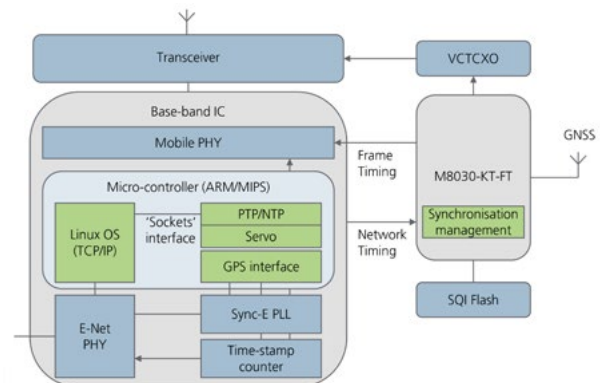 Transceiver
VCTCXO
Base-band IC
Mobile PHY
Frame
Timing
M8030-KT-FT
GNSS
Micro-controller (ARM/MIPS)
Linux OS
(TCP/IP)
'Sockets'
interface
PTP/NTP
Servo
GPS interface
Network
Timing
Synchronisation
management
E-Net
PHY
Sync-E PLL
Time-stamp
counter
SQI Flash